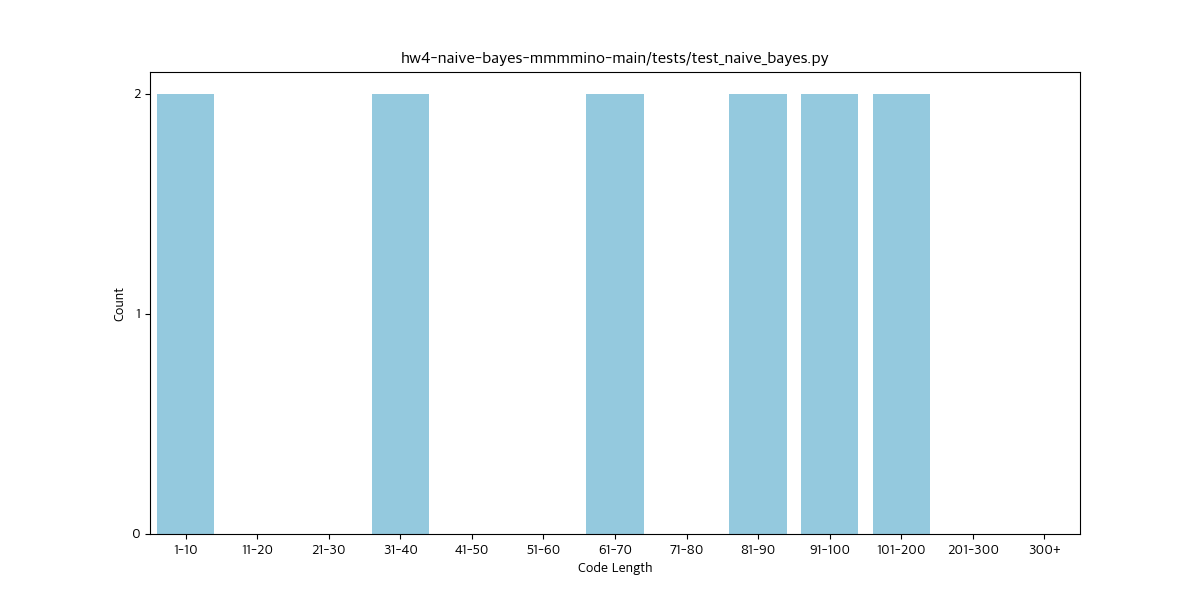 hw4-naive-bayes-mmmmino-main/tests/test_naive_bayes.py
2
1
0
Count
1-10 11-20 21-30 31-40 41-50 51-60 61-70 71-80 81-90 91-100 101-200 201-300 300+
Code Length